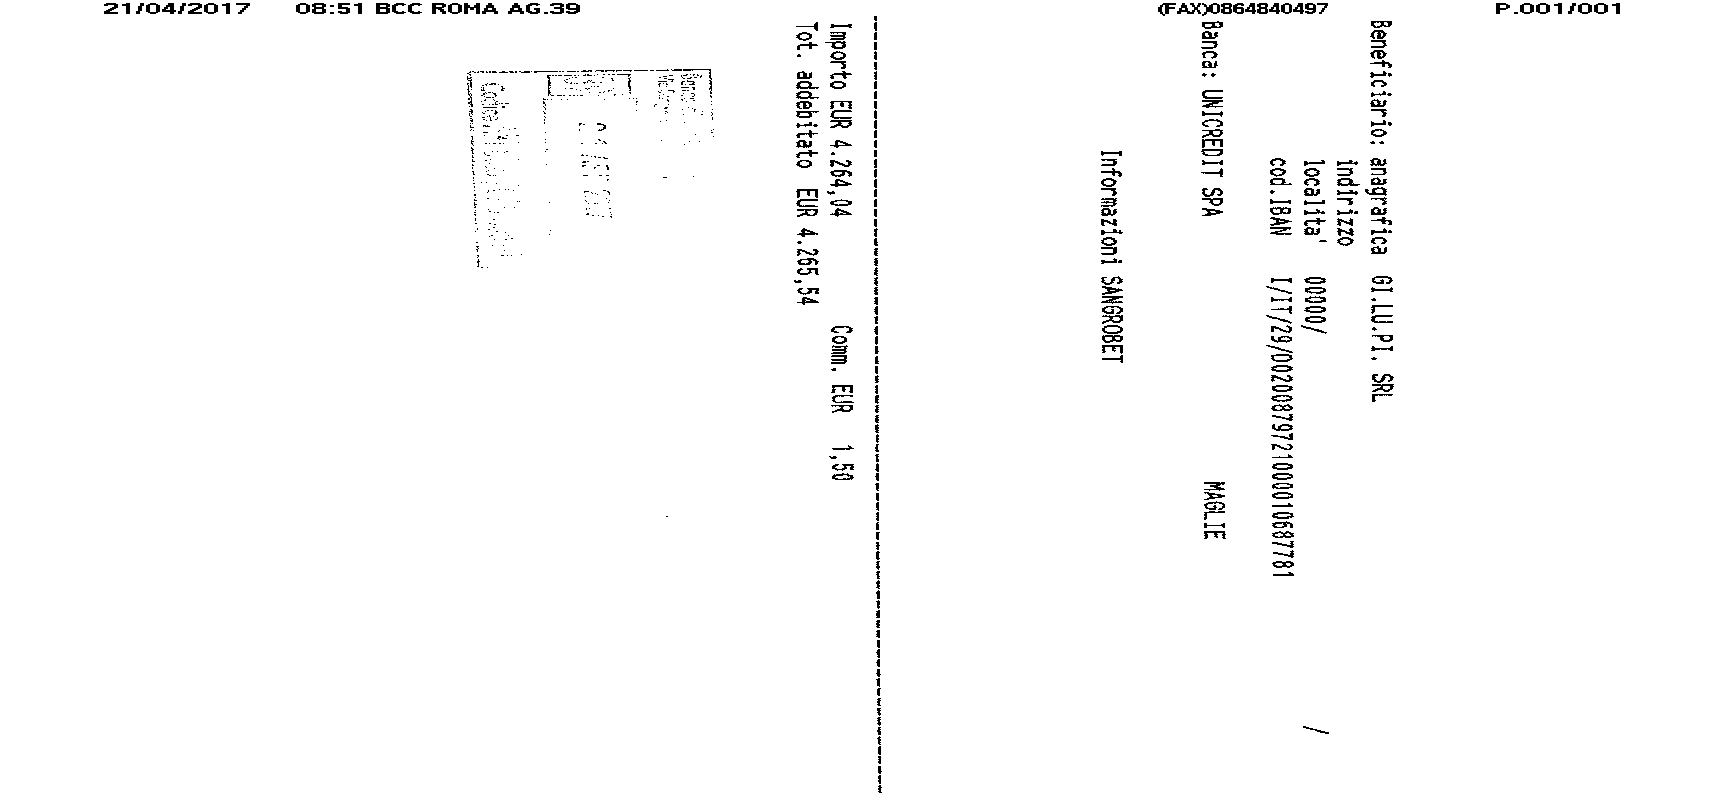 21/04/2017 08:51 BCC ROMA AG.39 (FAX)0864840497 P.001/001
Beneficiario: anagrafica GI.LU.PI. SRL
indirizzo
localita' 00000/ /
cod.IBAN I/IT/29/D0200879721000010687781
Banca: UNICREDIT SPA MAGLIE
Informazioni SANGROBET
Importo EUR 4.264,04 Comm. EUR 1,50
Tot. addebitato EUR 4.265,54